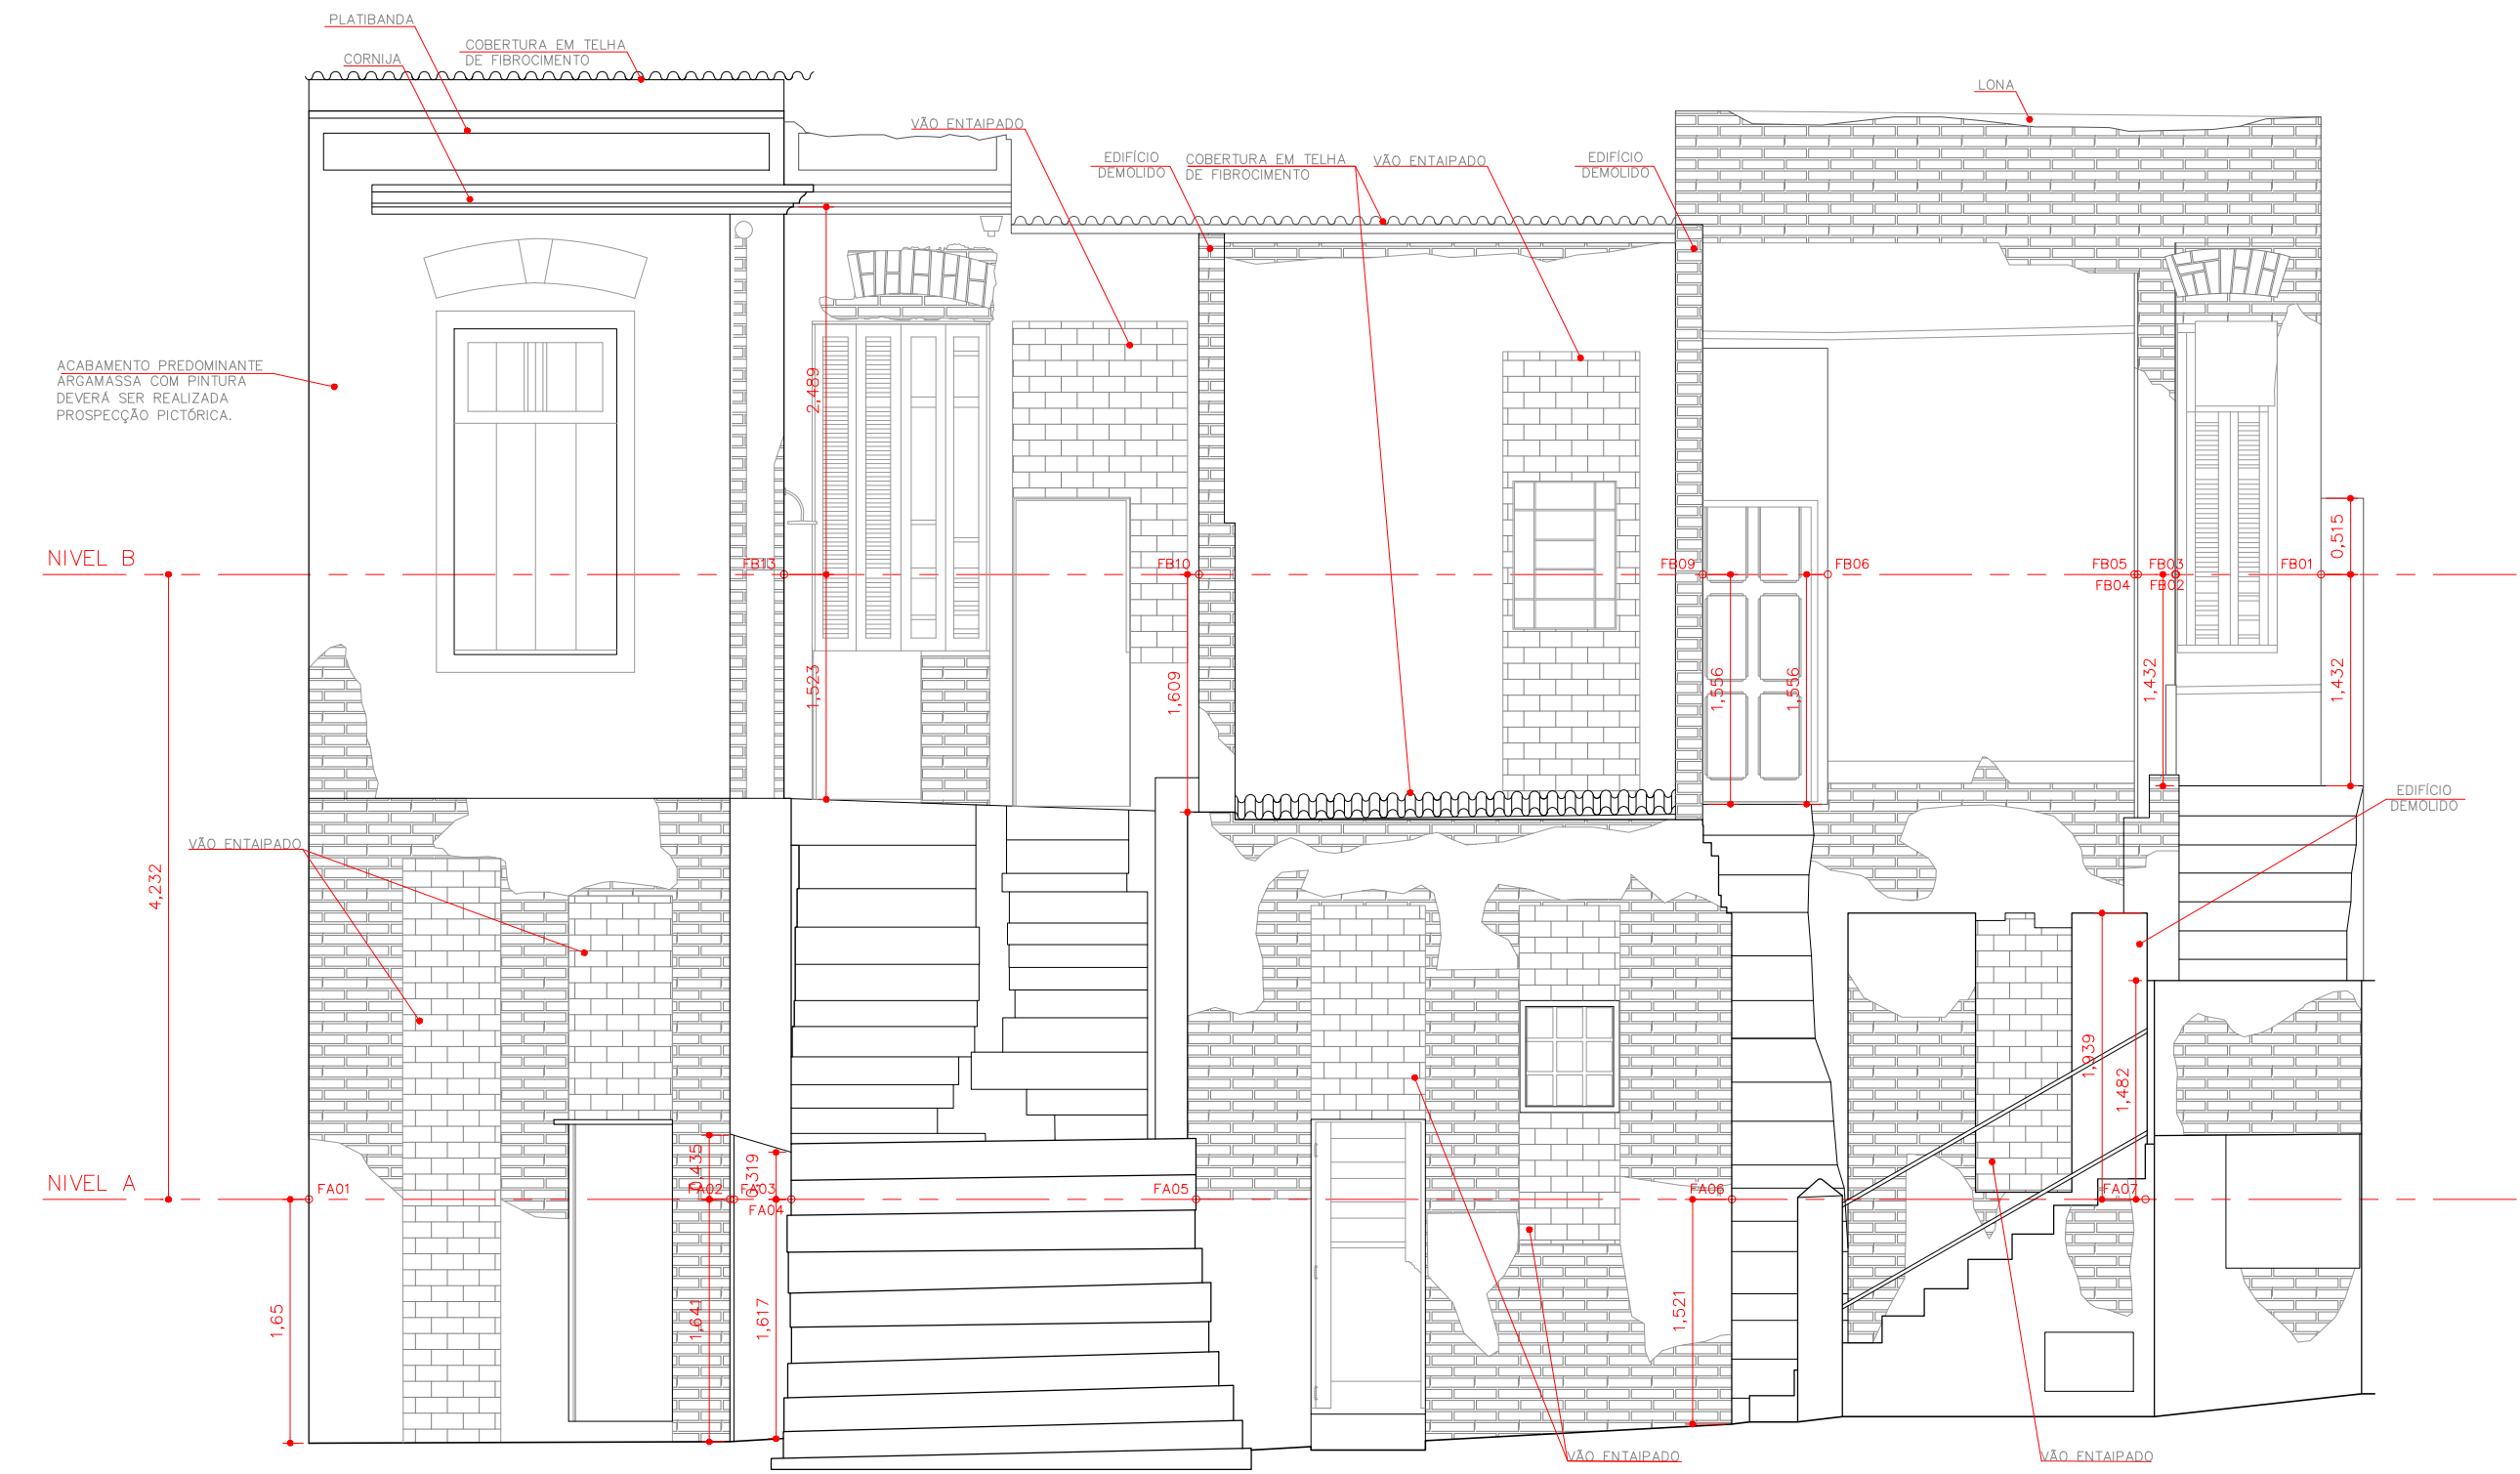 PLATIBANDA
COBERTURA EM TELHA
DE FIBROCIMENTO
CORNIJA
LONA
VÃO ENTAIPADO
EDIFÍCIO
DEMOLIDO
COBERTURA EM TELHA
DE FIBROCIMENTO
VÃO ENTAIPADO
EDIFÍCIO
DEMOLIDO
ACABAMENTO PREDOMINANTE
ARGAMASSA COM PINTURA
DEVERÁ SER REALIZADA
PROSPECÇÃO PICTÓRICA.
2,489
0,515
NIVEL B
FB13
FB10
FB09
FB06
FB05
FB04
FB03
FB02
FB01
1,523
1,609
1,556
1,556
1,432
1,432
EDIFÍCIO
DEMOLIDO
VÃO ENTAIPADO
4,232
1,939
1,482
0,435
0,319
NIVEL A
FA01
FA02
FA03
FA04
FA05
FA06
FA07
1,65
1,641
1,617
1,521
VÃO ENTAIPADO
VÃO ENTAIPADO